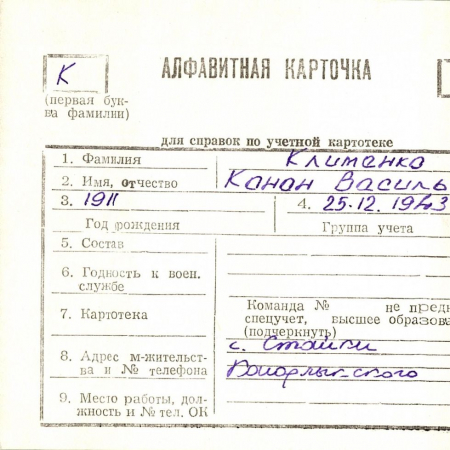 К
АЛФАВИТНАЯ КАРТОЧКА
(первая бук-
ва фамилии)
для справок по учетной картотеке
1. Фамилия Клименко
2. Имя, отчество Канан Василь
3. 1911 4. 25.12.1943
Год рождения Группа учета
5. Состав
6. Годность к воен.
службе
7. Картотека
Команда № не пред
спецучет, высшее образова
(подчеркнуть)
8. Адрес м-жительст-
ва и № телефона
с. Стайки
9. Место работы, дол-
жность и № тел. ОК